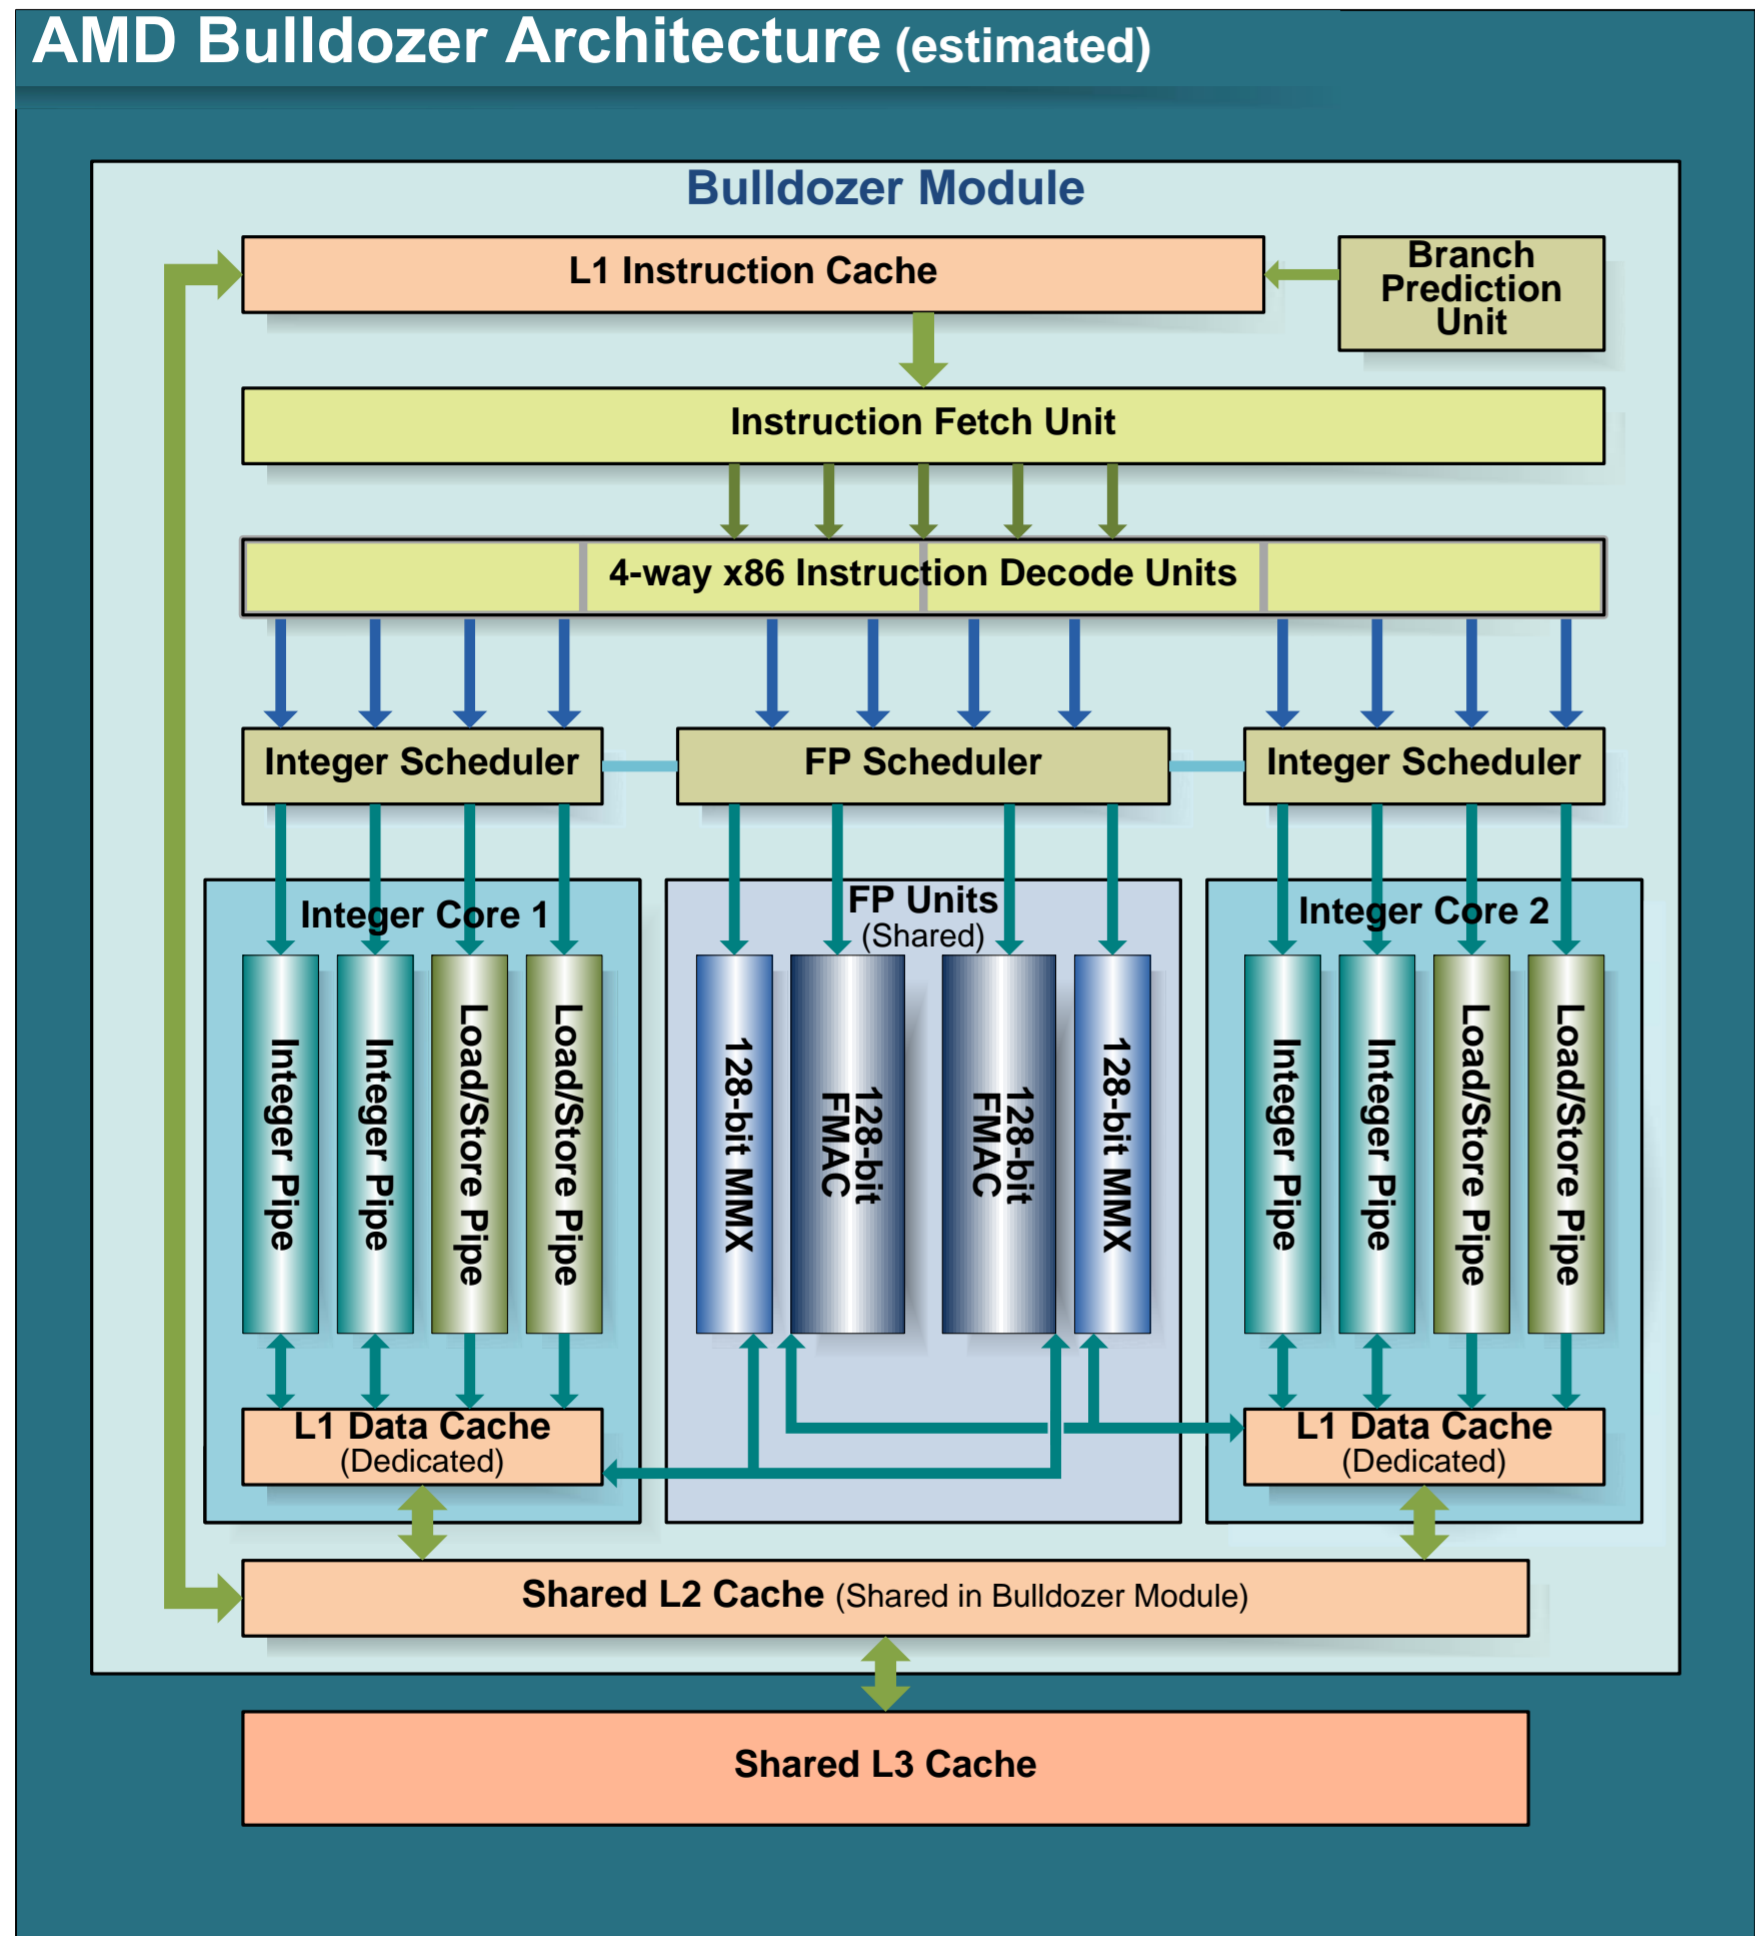 AMD Bulldozer Architecture (estimated)
Bulldozer Module
L1 Instruction Cache
Branch
Prediction
Unit
Instruction Fetch Unit
4-way x86 Instruction Decode Units
Integer Scheduler
FP Scheduler
Integer Scheduler
Integer Core 1
FP Units
(Shared)
Integer Core 2
Integer Pipe
Integer Pipe
Load/Store Pipe
Load/Store Pipe
128-bit MMX
128-bit
FMAC
128-bit
FMAC
128-bit MMX
Integer Pipe
Integer Pipe
Load/Store Pipe
Load/Store Pipe
L1 Data Cache
(Dedicated)
L1 Data Cache
(Dedicated)
Shared L2 Cache (Shared in Bulldozer Module)
Shared L3 Cache